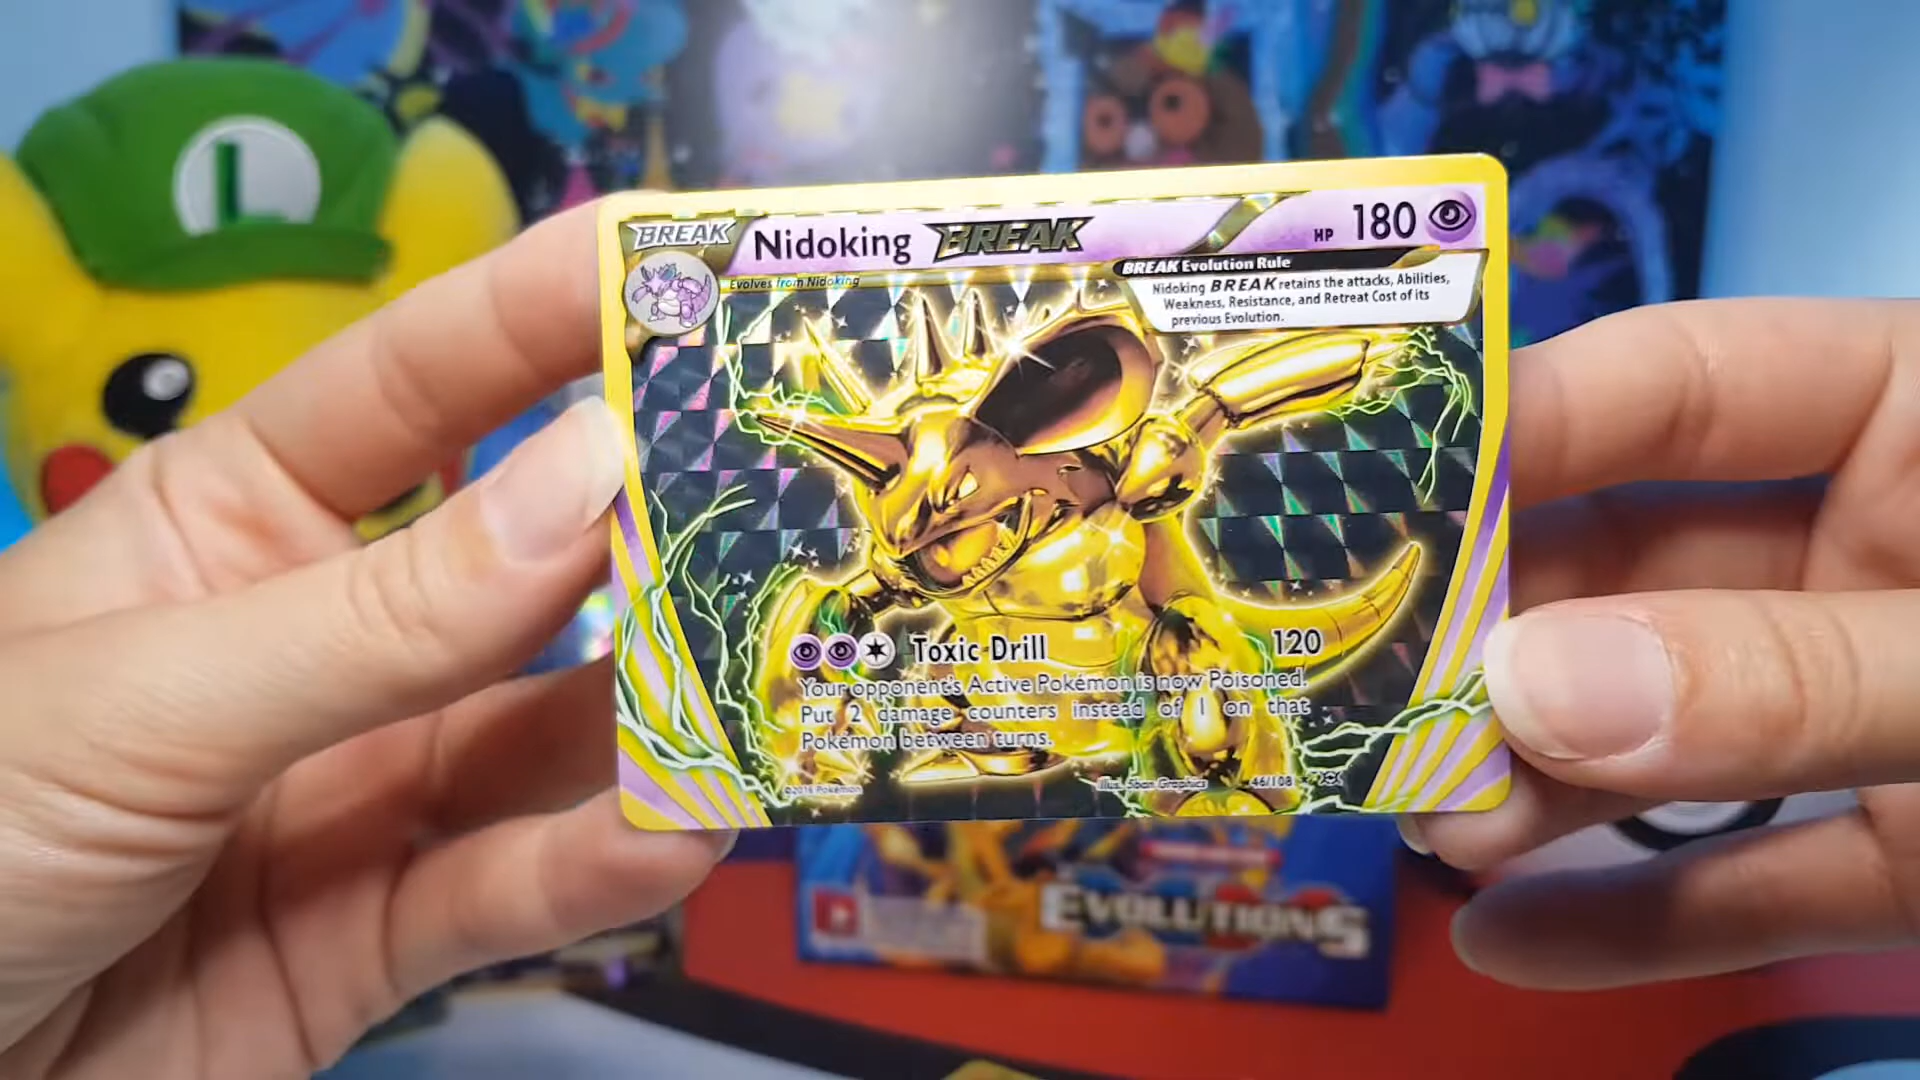 L
BREAK Nidoking BREAK HP 180
Evolves from Nidoking
BREAK Evolution Rule
Nidoking BREAK retains the attacks, Abilities,
Weakness, Resistance, and Retreat Cost of its
previous Evolution.
Toxic Drill 120
Your opponent's Active Pokémon is now Poisoned.
Put 2 damage counters instead of 1 on that
Pokémon between turns.
©2016 Pokémon Illus. 5ban Graphics 46/108
EVOLUTIONS